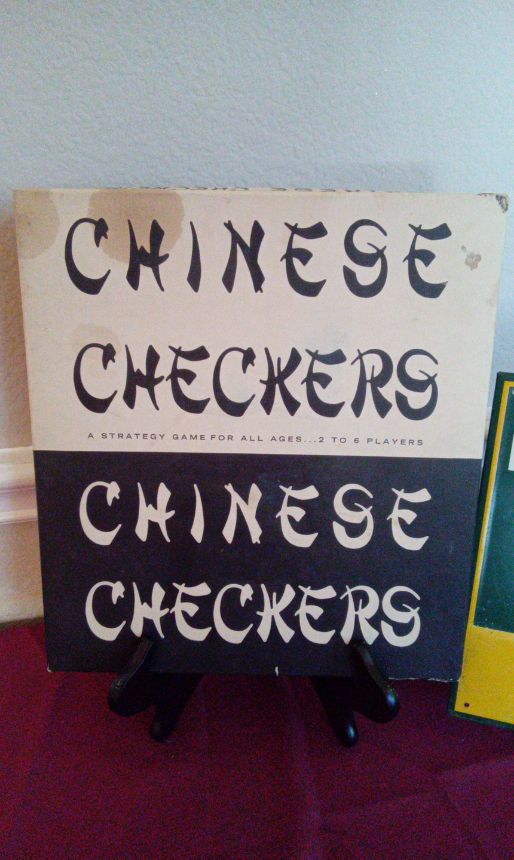 CHINESE
CHECKERS
A STRATEGY GAME FOR ALL AGES...2 TO 6 PLAYERS
CHINESE
CHECKERS